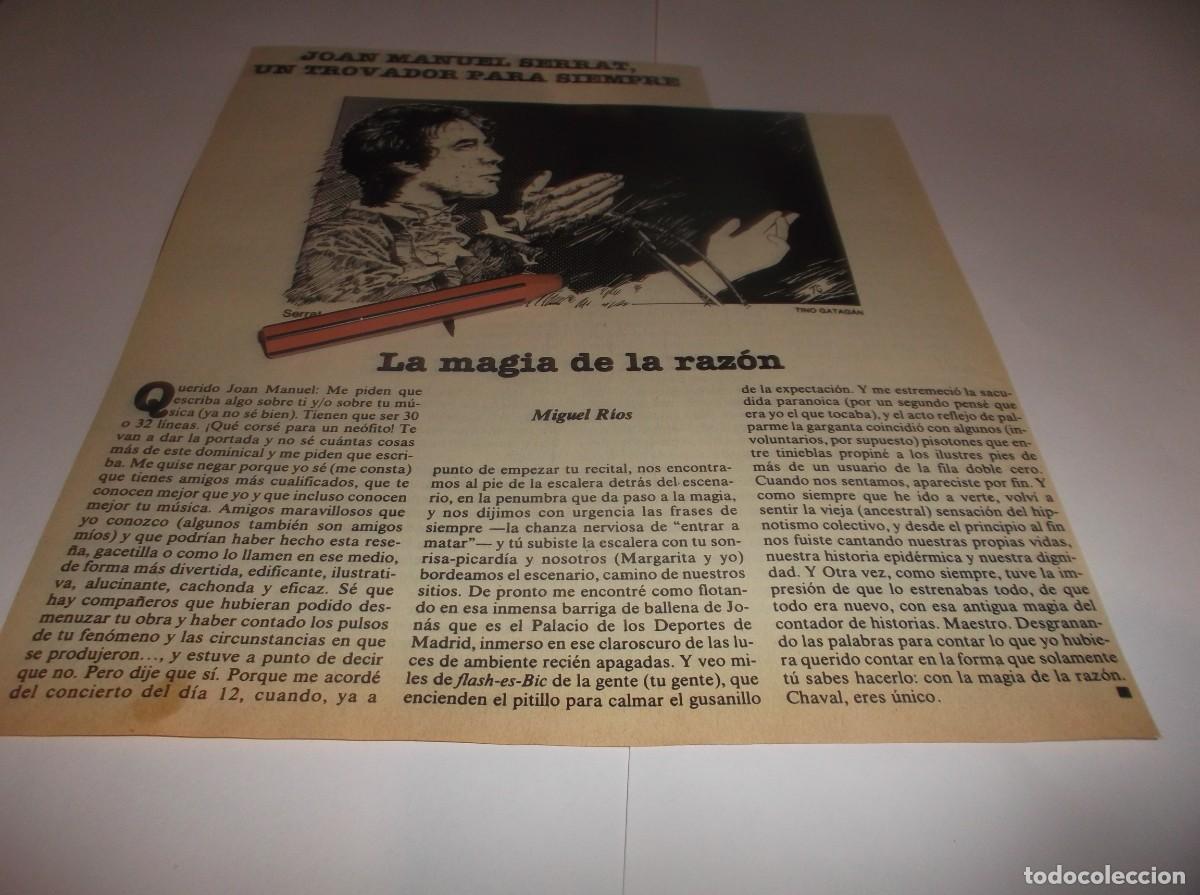 JOAN MANUEL SERRAT,
UN TROVADOR PARA SIEMPRE
Serrat
TG
TINO GATAGÁN
La magia de la razón
Miguel Ríos
Querido Joan Manuel: Me piden que
escriba algo sobre ti y/o sobre tu mú-
sica (ya no sé bien). Tienen que ser 30
o 32 líneas. ¡Qué corsé para un neófito! Te
van a dar la portada y no sé cuántas cosas
más de este dominical y me piden que escri-
ba. Me quise negar porque yo sé (me consta)
que tienes amigos más cualificados, que te
conocen mejor que yo y que incluso conocen
mejor tu música. Amigos maravillosos que
yo conozco (algunos también son amigos
míos) y que podrían haber hecho esta rese-
ña, gacetilla o como lo llamen en ese medio,
de forma más divertida, edificante, ilustrati-
va, alucinante, cachonda y eficaz. Sé que
hay compañeros que hubieran podido des-
menuzar tu obra y haber contado los pulsos
de tu fenómeno y las circunstancias en que
se produjeron..., y estuve a punto de decir
que no. Pero dije que sí. Porque me acordé
del concierto del día 12, cuando, ya a
punto de empezar tu recital, nos encontra-
mos al pie de la escalera detrás del escena-
rio, en la penumbra que da paso a la magia,
y nos dijimos con urgencia las frases de
siempre —la chanza nerviosa de “entrar a
matar”— y tú subiste la escalera con tu son-
risa-picardía y nosotros (Margarita y yo)
bordeamos el escenario, camino de nuestros
sitios. De pronto me encontré como flotan-
do en esa inmensa barriga de ballena de Jo-
nás que es el Palacio de los Deportes de
Madrid, inmerso en ese claroscuro de las lu-
ces de ambiente recién apagadas. Y veo mi-
les de flash-es-Bic de la gente (tu gente), que
encienden el pitillo para calmar el gusanillo
de la expectación. Y me estremeció la sacu-
dida paranoica (por un segundo pensé que
era yo el que tocaba), y el acto reflejo de pal-
parme la garganta coincidió con algunos (in-
voluntarios, por supuesto) pisotones que en-
tre tinieblas propiné a los ilustres pies de
más de un usuario de la fila doble cero.
Cuando nos sentamos, apareciste por fin. Y
como siempre que he ido a verte, volví a
sentir la vieja (ancestral) sensación del hip-
notismo colectivo, y desde el principio al fin
nos fuiste cantando nuestras propias vidas,
nuestra historia epidérmica y nuestra digni-
dad. Y Otra vez, como siempre, tuve la im-
presión de que lo estrenabas todo, de que
todo era nuevo, con esa antigua magia del
contador de historias. Maestro. Desgranan-
do las palabras para contar lo que yo hubie-
ra querido contar en la forma que solamente
tú sabes hacerlo: con la magia de la razón.
Chaval, eres único.
todocoleccion